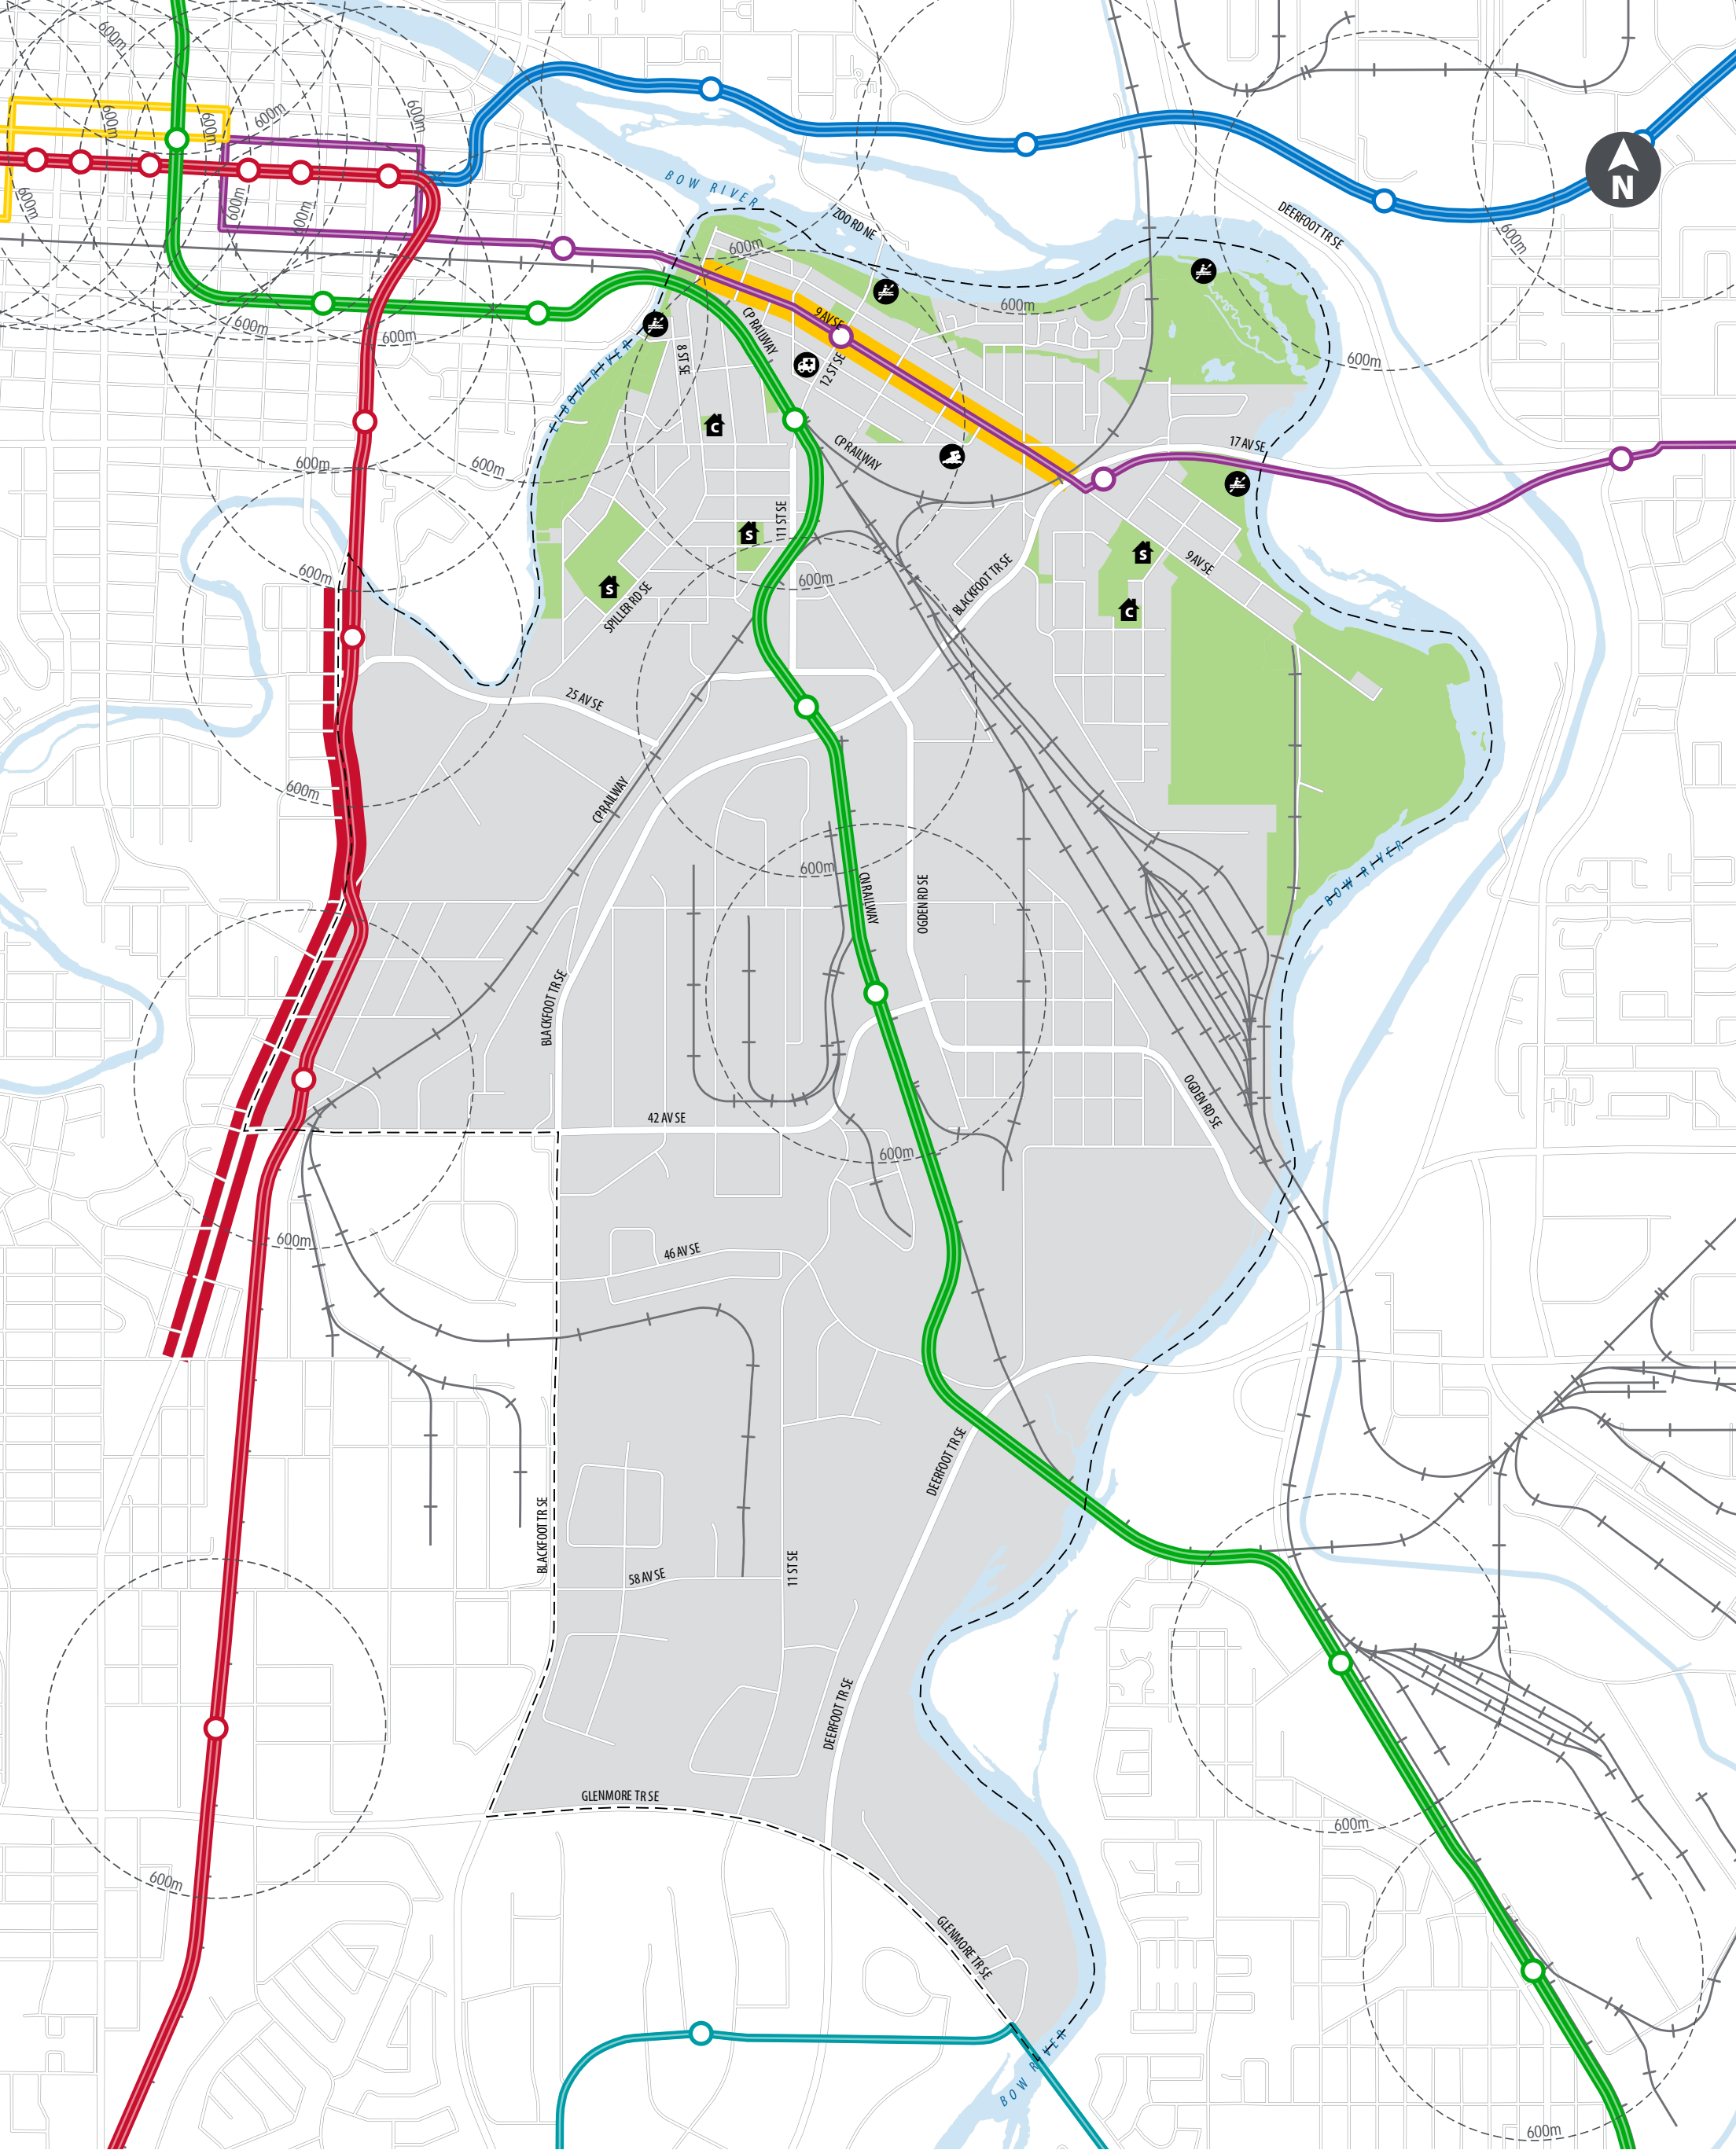 600m
600m
600m
600m
600m
600m
600m
600m
N
BOW RIVER
ZOO RD NE
DEERFOOT TR SE
600m
600m
600m
600m
600m
600m
9 AV SE
CP RAILWAY
8 ST SE
12 ST SE
ELBOW RIVER
C
CP RAILWAY
17 AV SE
600m
600m
11 ST SE
S
S
9 AV SE
600m
600m
BLACKFOOT TR SE
S
SPILLER RD SE
C
25 AV SE
600m
CP RAILWAY
600m
CN RAILWAY
OGDEN RD SE
BOW RIVER
BLACKFOOT TR SE
42 AV SE
OGDEN RD SE
600m
600m
46 AV SE
DEERFOOT TR SE
BLACKFOOT TR SE
11 ST SE
58 AV SE
DEERFOOT TR SE
GLENMORE TR SE
600m
600m
GLENMORE TR SE
BOW RIVER
600m